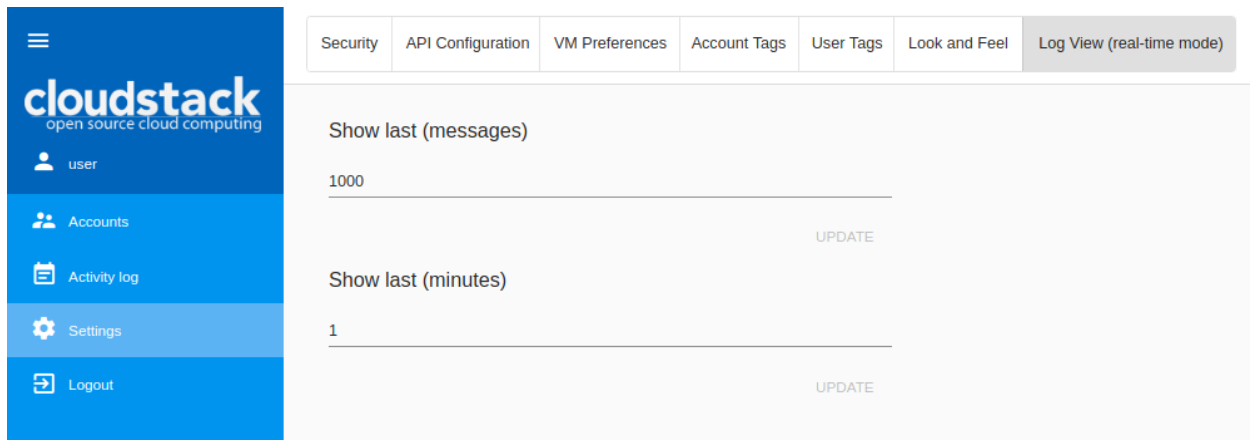 Security API Configuration VM Preferences Account Tags User Tags Look and Feel Log View (real-time mode)
cloudstack
open source cloud computing
user
Accounts
Activity log
Settings
Logout
Show last (messages)
1000
UPDATE
Show last (minutes)
1
UPDATE